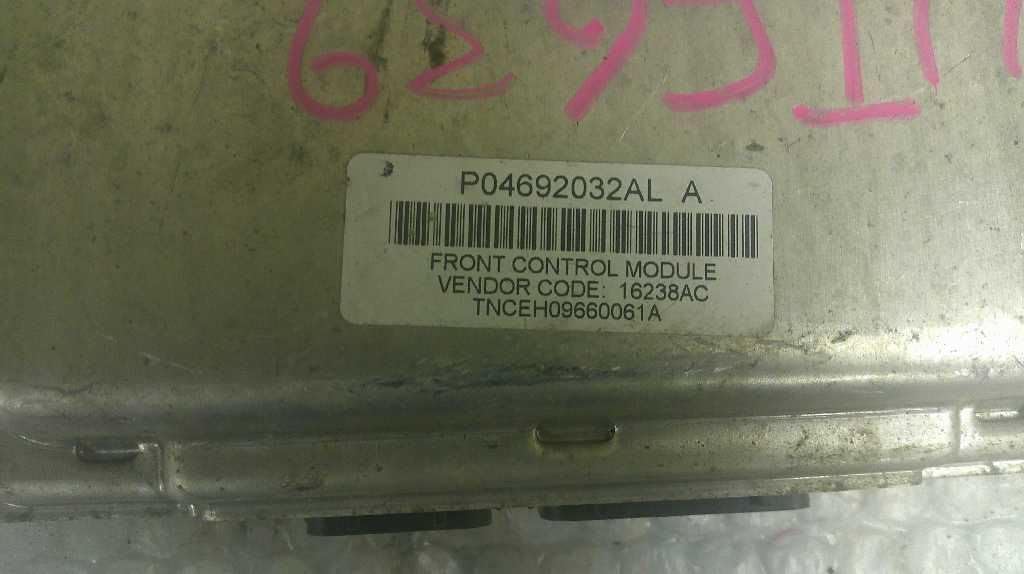 P04692032AL A
FRONT CONTROL MODULE
VENDOR CODE: 16238AC
TNCEH09660061A